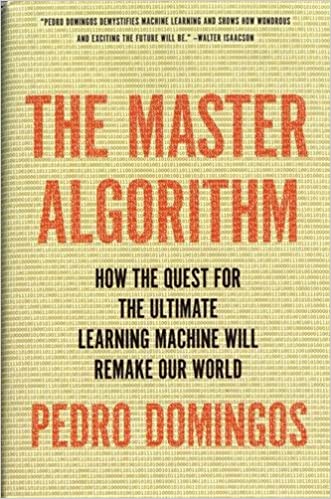 "PEDRO DOMINGOS DEMYSTIFIES MACHINE LEARNING AND SHOWS HOW WONDROUS
AND EXCITING THE FUTURE WILL BE." —WALTER ISAACSON
THE MASTER
ALGORITHM
HOW THE QUEST FOR
THE ULTIMATE
LEARNING MACHINE WILL
REMAKE OUR WORLD
PEDRO DOMINGOS